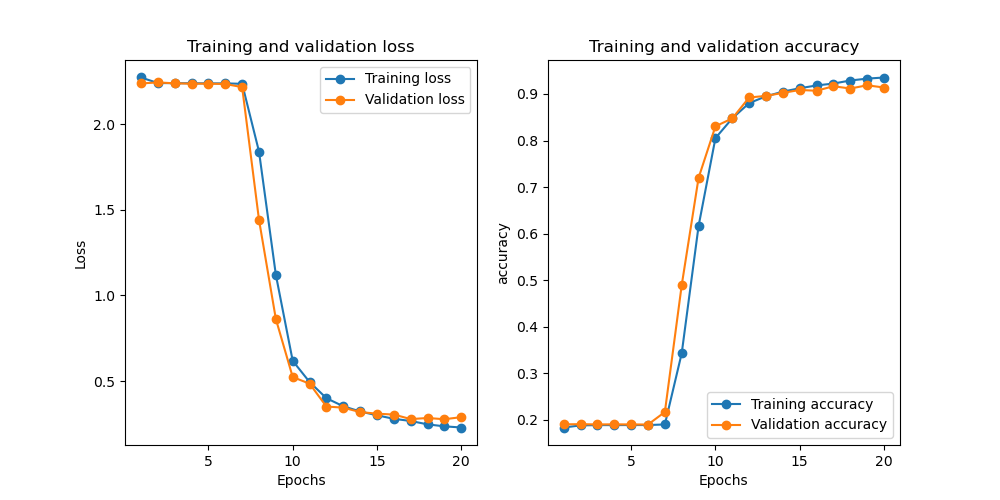 Training and validation loss
Training loss
Validation loss
2.0
1.5
1.0
0.5
Loss
5
10
15
20
Epochs
Training and validation accuracy
0.9
0.8
0.7
0.6
0.5
0.4
0.3
0.2
accuracy
Training accuracy
Validation accuracy
5
10
15
20
Epochs